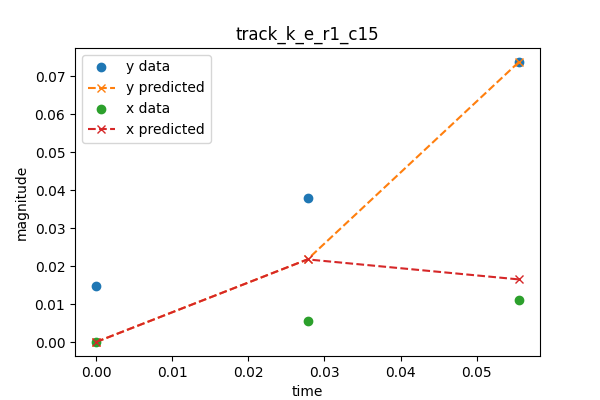 track_k_e_r1_c15
y data
y predicted
x data
x predicted
0.07
0.06
0.05
0.04
0.03
0.02
0.01
0.00
magnitude
0.00 0.01 0.02 0.03 0.04 0.05
time